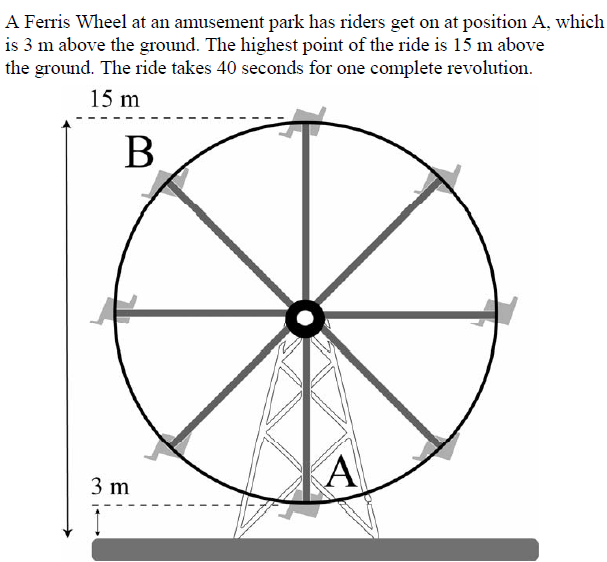 A Ferris Wheel at an amusement park has riders get on at position A, which
is 3 m above the ground. The highest point of the ride is 15 m above
the ground. The ride takes 40 seconds for one complete revolution.
15 m
B
A
3 m